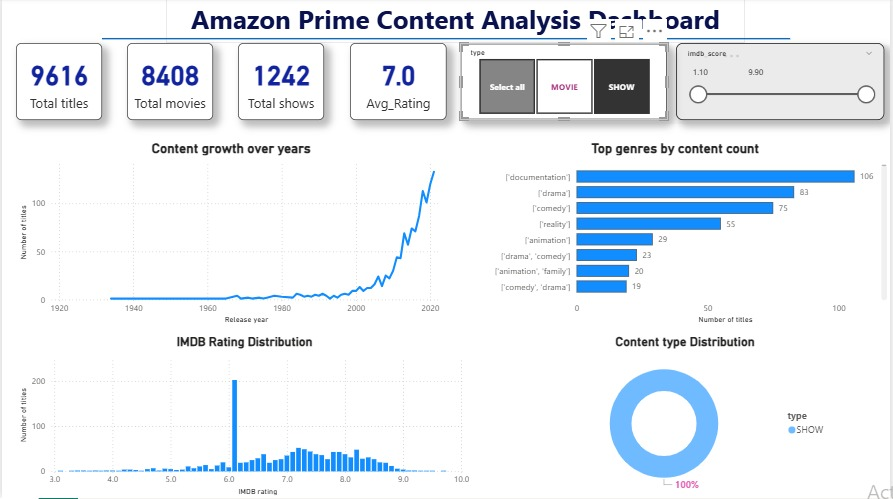 Amazon Prime Content Analysis Dashboard
9616
Total titles
8408
Total movies
1242
Total shows
7.0
Avg_Rating
type
Select all
MOVIE
SHOW
imdb_score
1.10
9.90
Content growth over years
Number of titles
100
50
0
1920
1940
1960
1980
2000
2020
Release year
Top genres by content count
['documentation']
106
['drama']
83
['comedy']
75
['reality']
55
['animation']
29
['drama', 'comedy']
23
['animation', 'family']
20
['comedy', 'drama']
19
0
50
100
Number of titles
IMDB Rating Distribution
Number of titles
200
100
0
3.0
4.0
5.0
6.0
7.0
8.0
9.0
10.0
IMDB rating
Content type Distribution
100%
type
SHOW